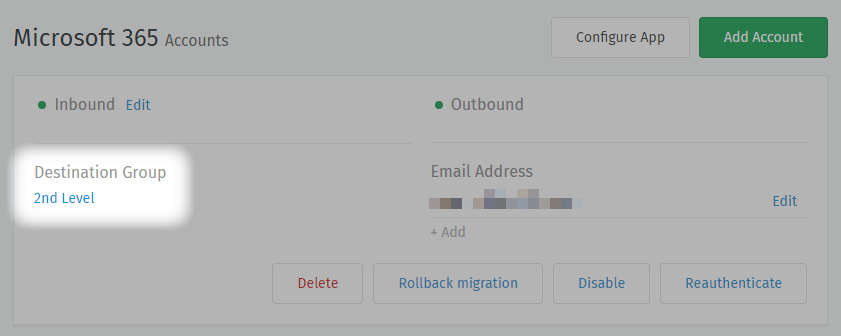 Microsoft 365 Accounts
Configure App
Add Account
Inbound Edit
Outbound
Destination Group
2nd Level
Email Address
Edit
+ Add
Delete
Rollback migration
Disable
Reauthenticate